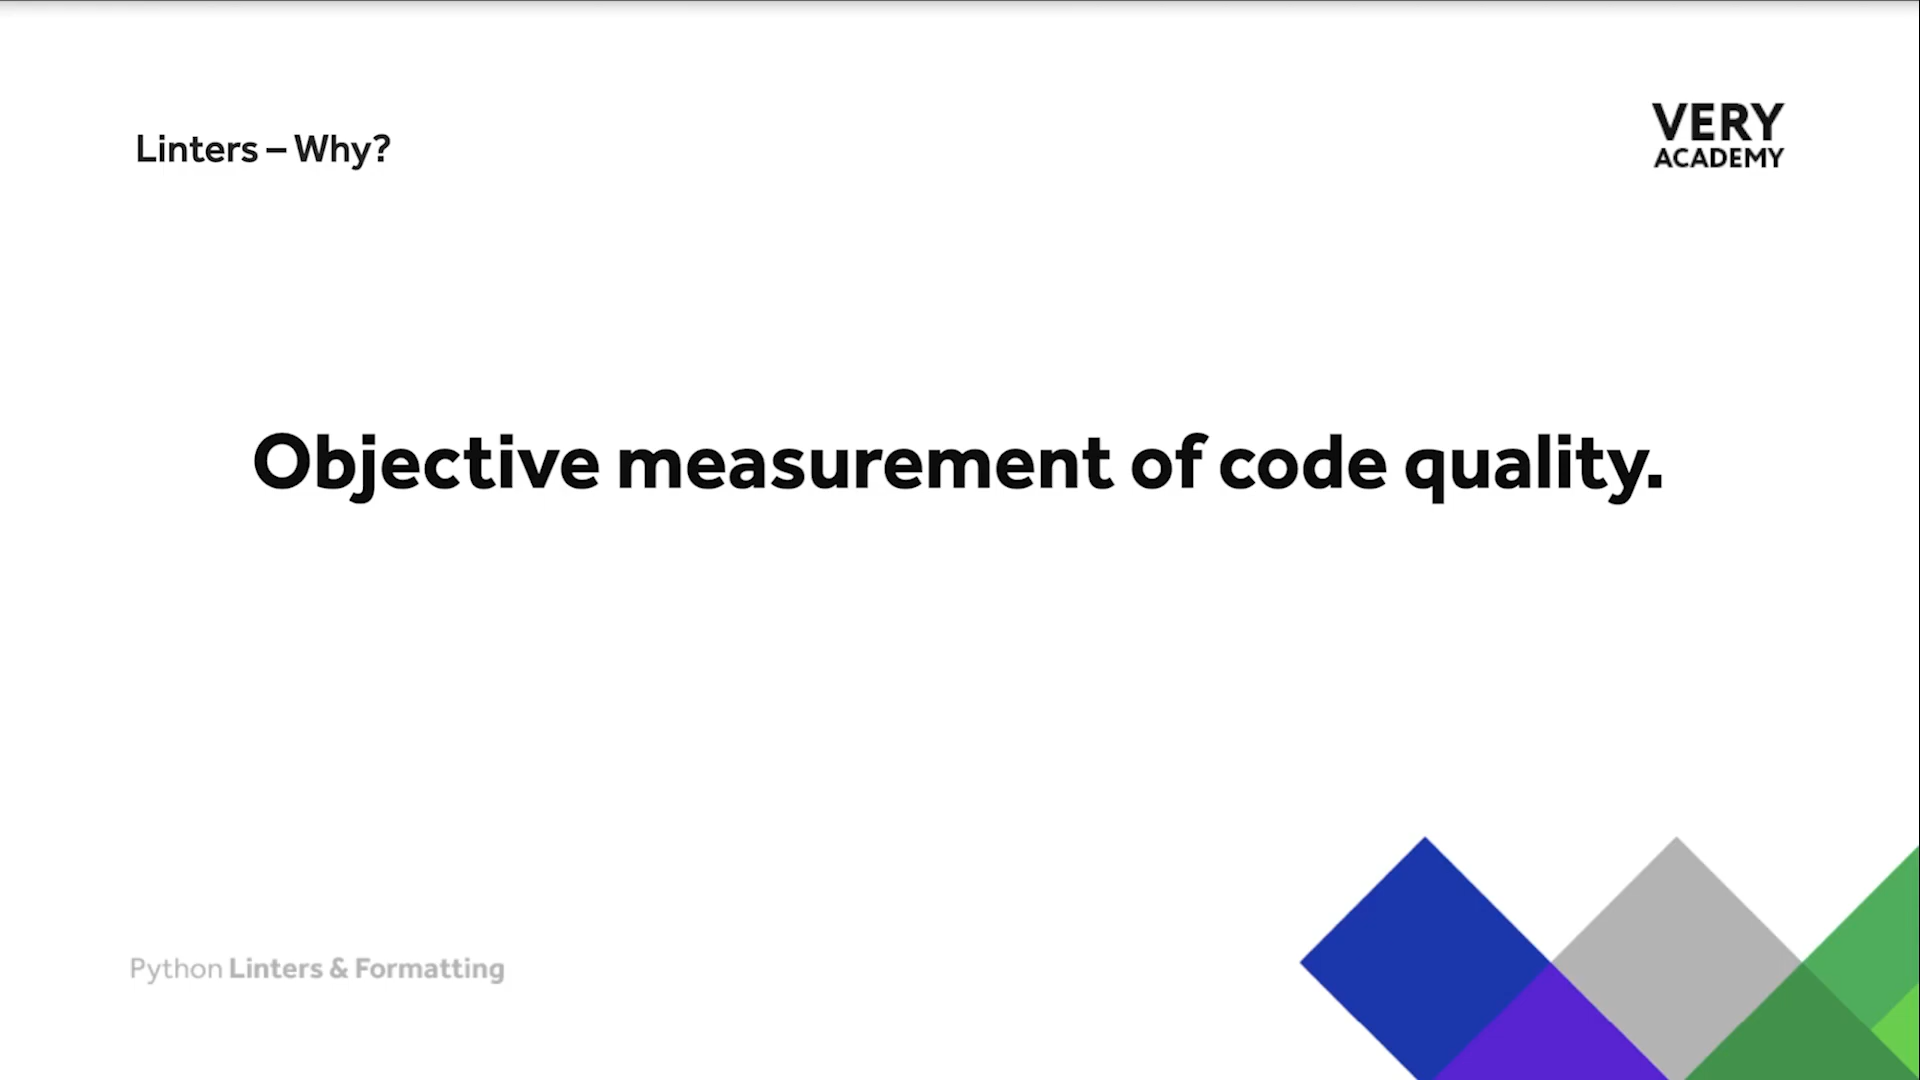 Linters – Why?
VERY
ACADEMY
Objective measurement of code quality.
Python Linters & Formatting